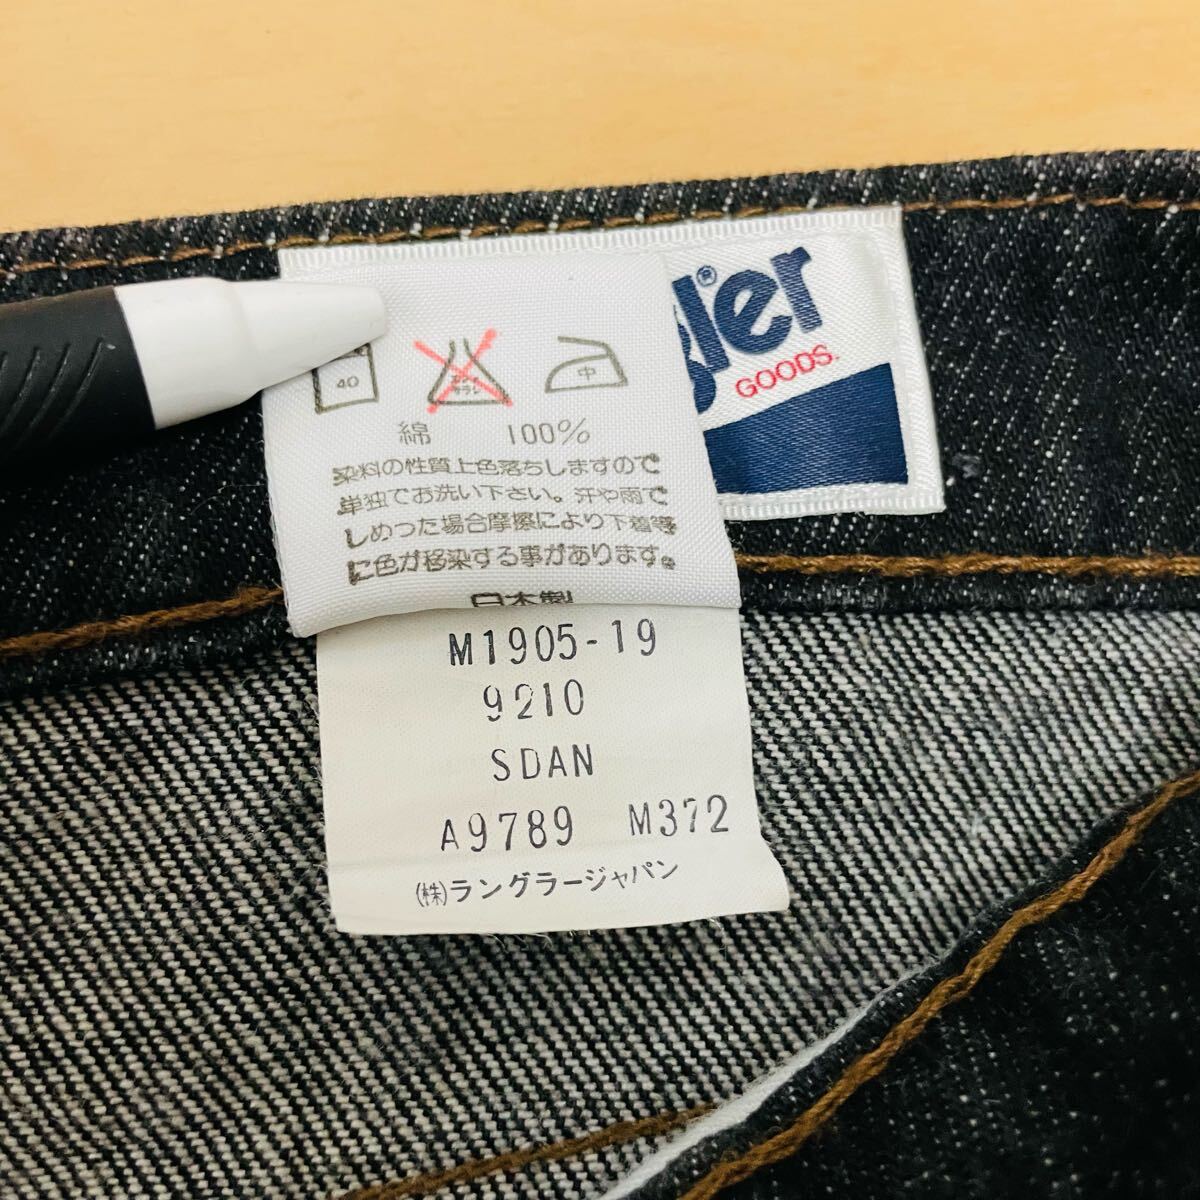 gler®
GOODS.
40
中
綿 100%
染料の性質上色落ちしますので
単独でお洗い下さい。汗や雨で
しめった場合摩擦により下着等
に色が移染する事があります。
日本製
M1905-19
9210
SDAN
A9789 M372
(株)ラングラージャパン